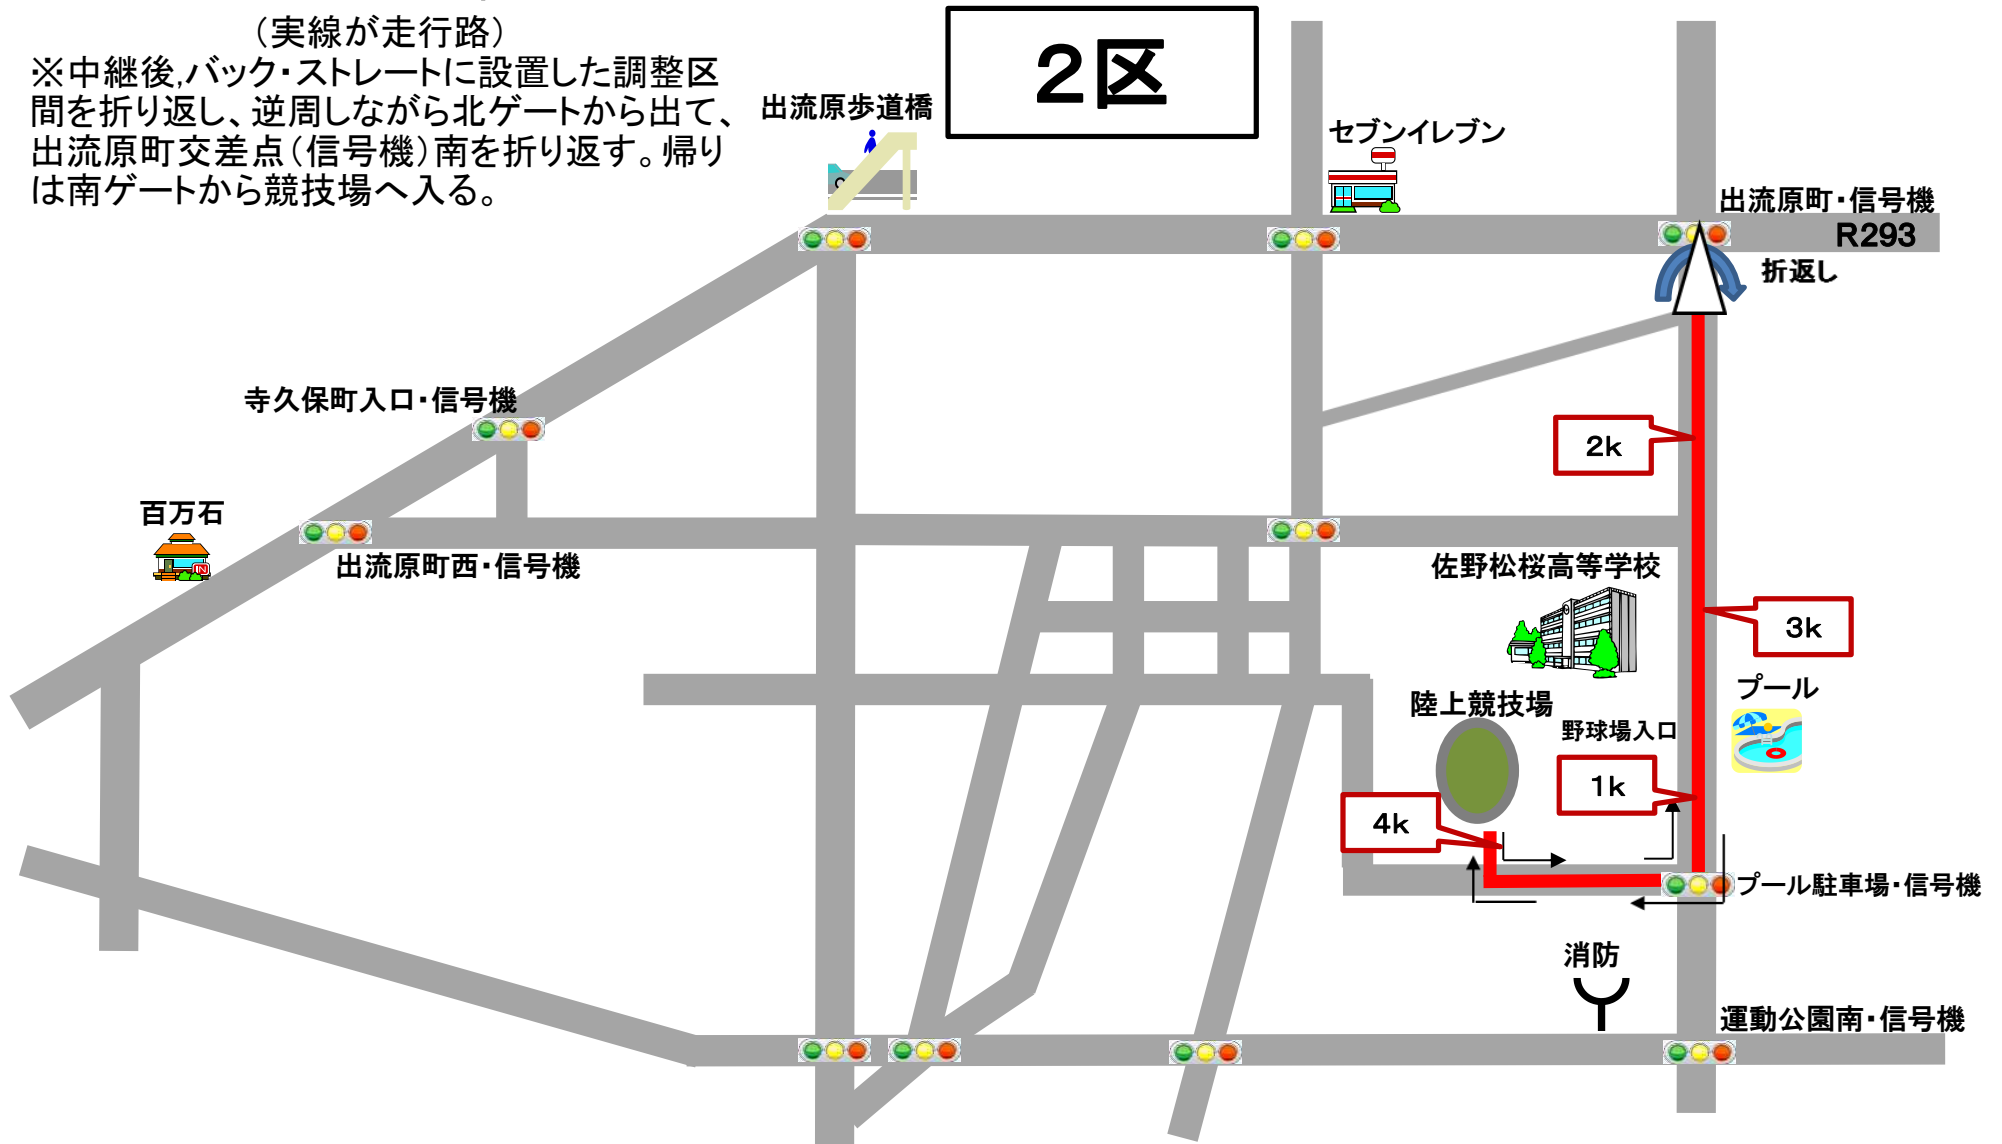 (実線が走行路)
※中継後,バック・ストレートに設置した調整区
間を折り返し、逆周しながら北ゲートから出て、
出流原町交差点(信号機)南を折り返す。帰り
は南ゲートから競技場へ入る。
2区
出流原歩道橋
セブンイレブン
出流原町・信号機
R293
折返し
寺久保町入口・信号機
2k
百万石
出流原町西・信号機
佐野松桜高等学校
3k
プール
陸上競技場
野球場入口
1k
4k
プール駐車場・信号機
消防
運動公園南・信号機